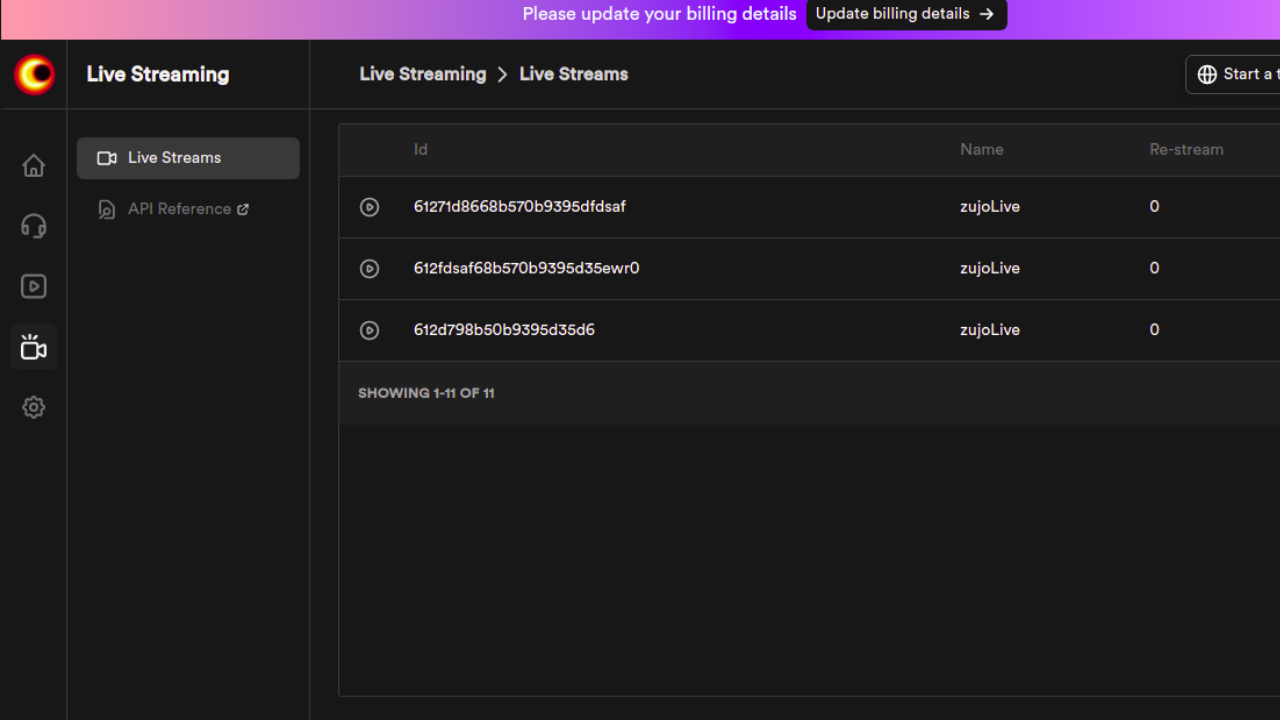 Please update your billing details Update billing details
Live Streaming
Live Streaming Live Streams
Start a
Live Streams
API Reference
Id Name Re-stream
61271d8668b570b9395dfdsaf zujoLive 0
612fdsaf68b570b9395d35ewr0 zujoLive 0
612d798b50b9395d35d6 zujoLive 0
SHOWING 1-11 OF 11